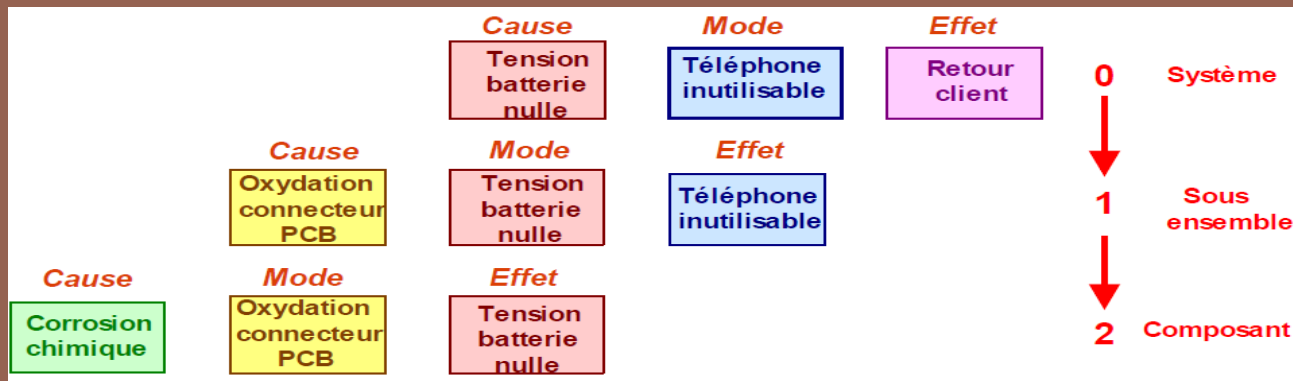 Cause Mode Effet
Tension
batterie
nulle
Téléphone
inutilisable
Retour
client
0 Système
Cause Mode Effet
Oxydation
connecteur
PCB
Tension
batterie
nulle
Téléphone
inutilisable
1 Sous
ensemble
Cause Mode Effet
Corrosion
chimique
Oxydation
connecteur
PCB
Tension
batterie
nulle
2 Composant